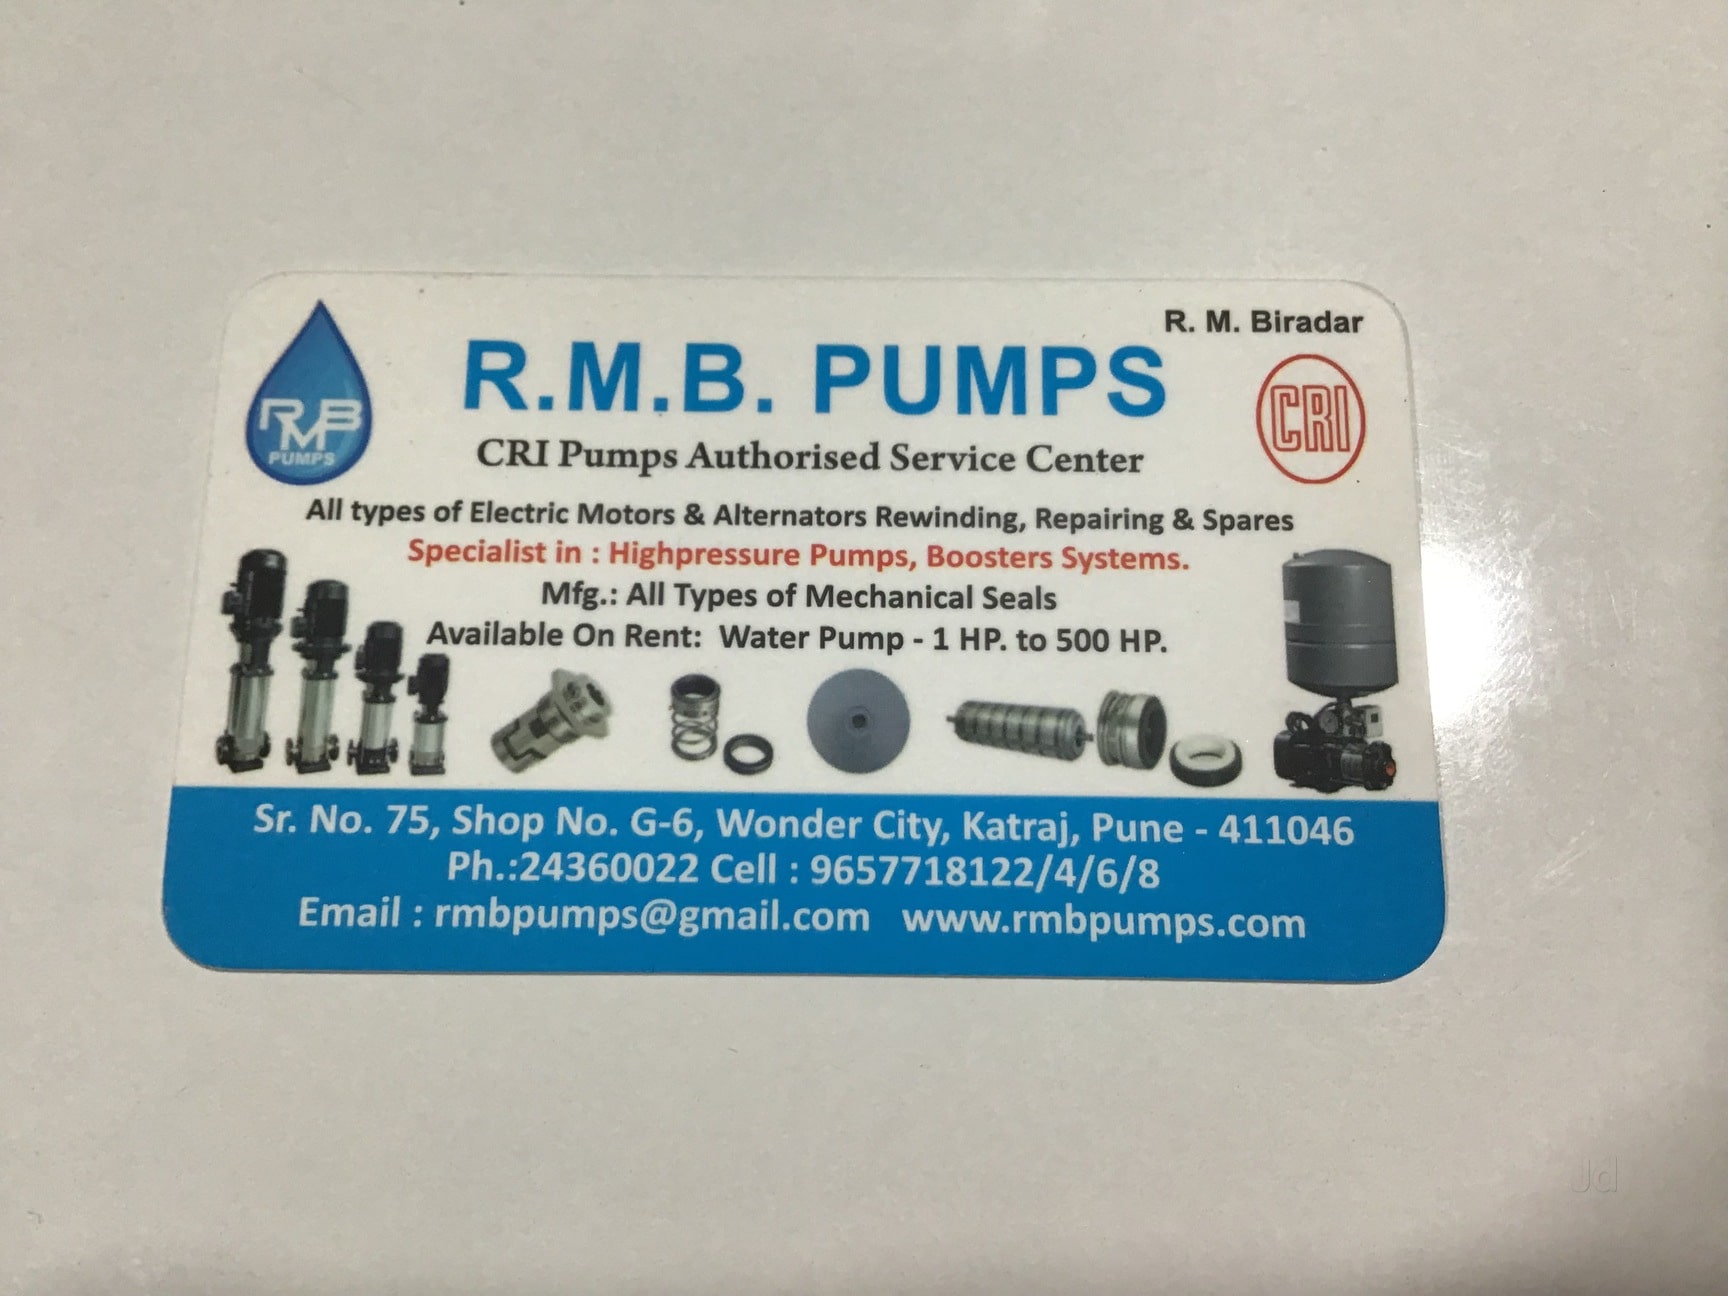 R. M. Biradar
R.M.B. PUMPS
RMB
PUMPS
CRI
CRI Pumps Authorised Service Center
All types of Electric Motors & Alternators Rewinding, Repairing & Spares
Specialist in : Highpressure Pumps, Boosters Systems.
Mfg.: All Types of Mechanical Seals
Available On Rent: Water Pump - 1 HP. to 500 HP.
Sr. No. 75, Shop No. G-6, Wonder City, Katraj, Pune - 411046
Ph.:24360022 Cell : 9657718122/4/6/8
Email : rmbpumps@gmail.com www.rmbpumps.com
Jd